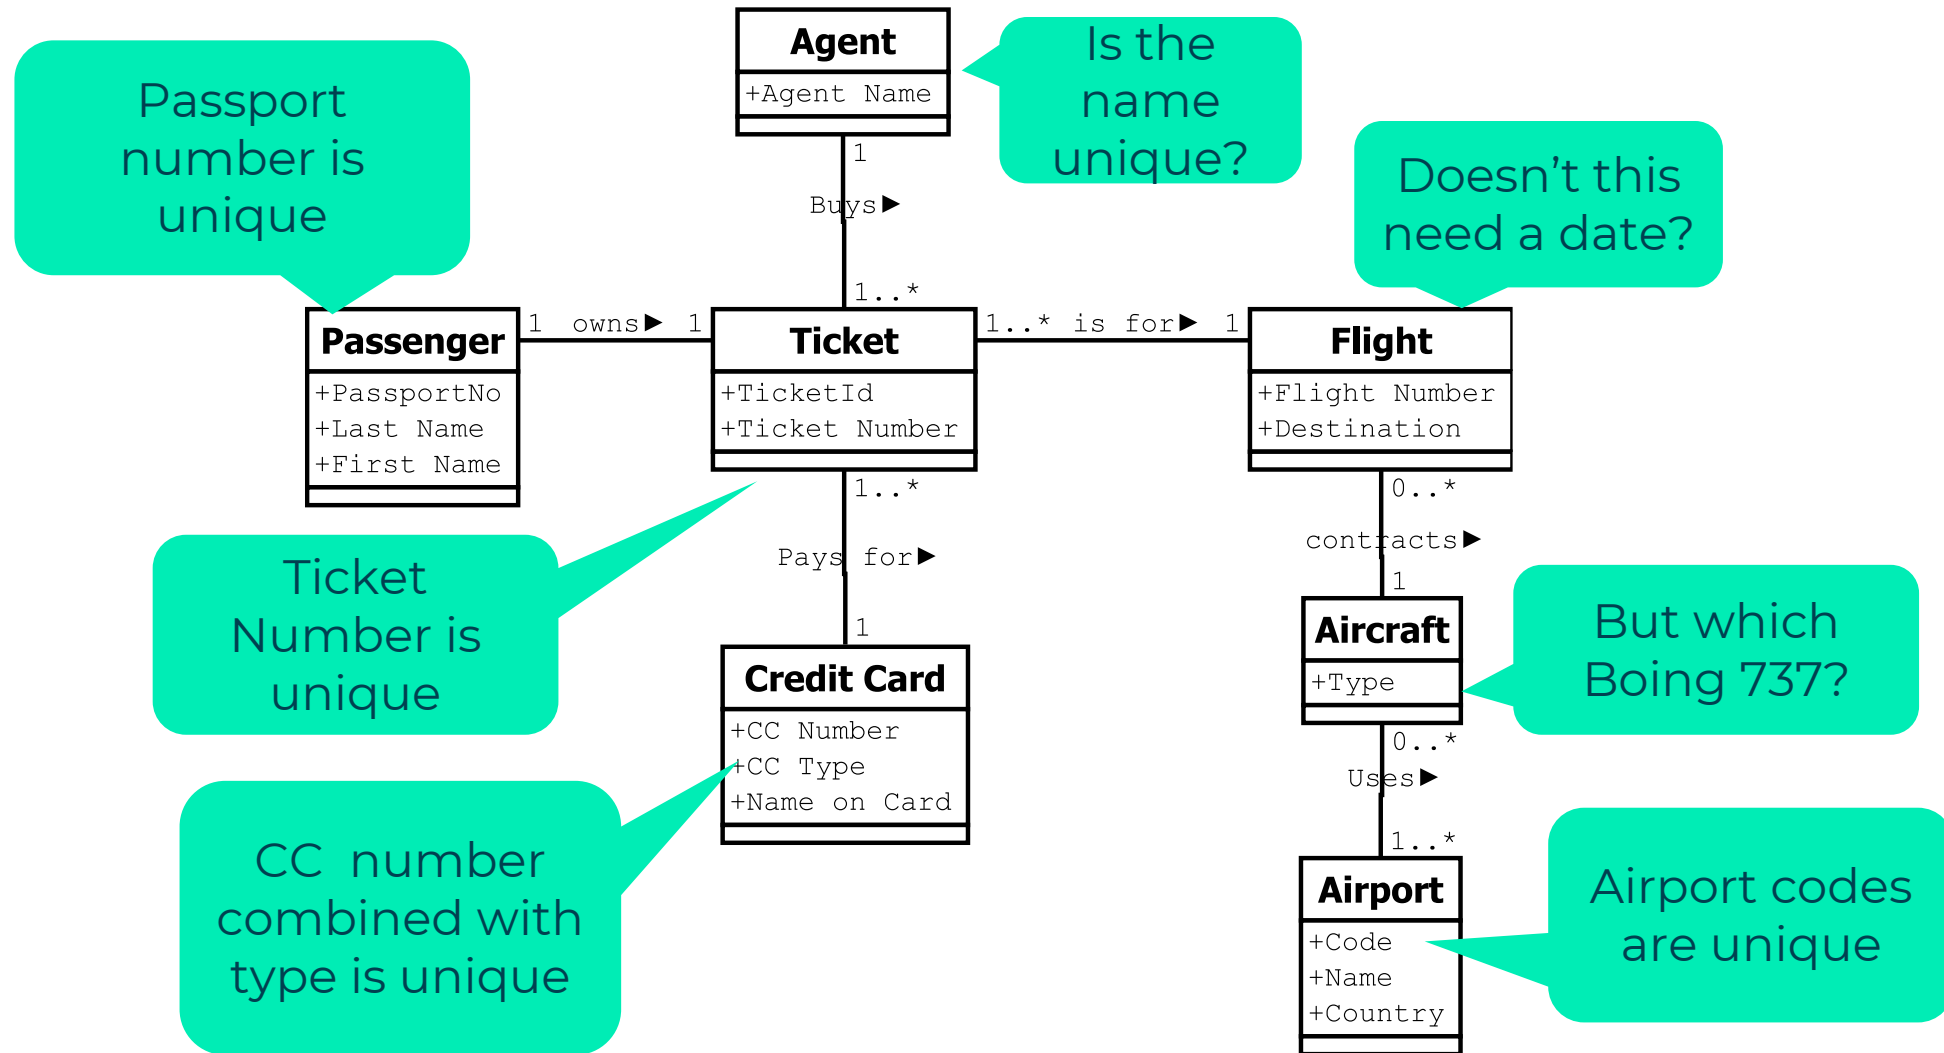 Agent
+Agent Name
Is the
name
unique?
Passport
number is
unique
Doesn’t this
need a date?
1
Buys►
1..*
Passenger
+PassportNo
+Last Name
+First Name
1 owns► 1
Ticket
+TicketId
+Ticket Number
1..* is for► 1
Flight
+Flight Number
+Destination
Ticket
Number is
unique
1..*
Pays for►
1
0..*
contracts►
1
Credit Card
+CC Number
+CC Type
+Name on Card
Aircraft
+Type
But which
Boing 737?
0..*
Uses►
1..*
CC number
combined with
type is unique
Airport
+Code
+Name
+Country
Airport codes
are unique